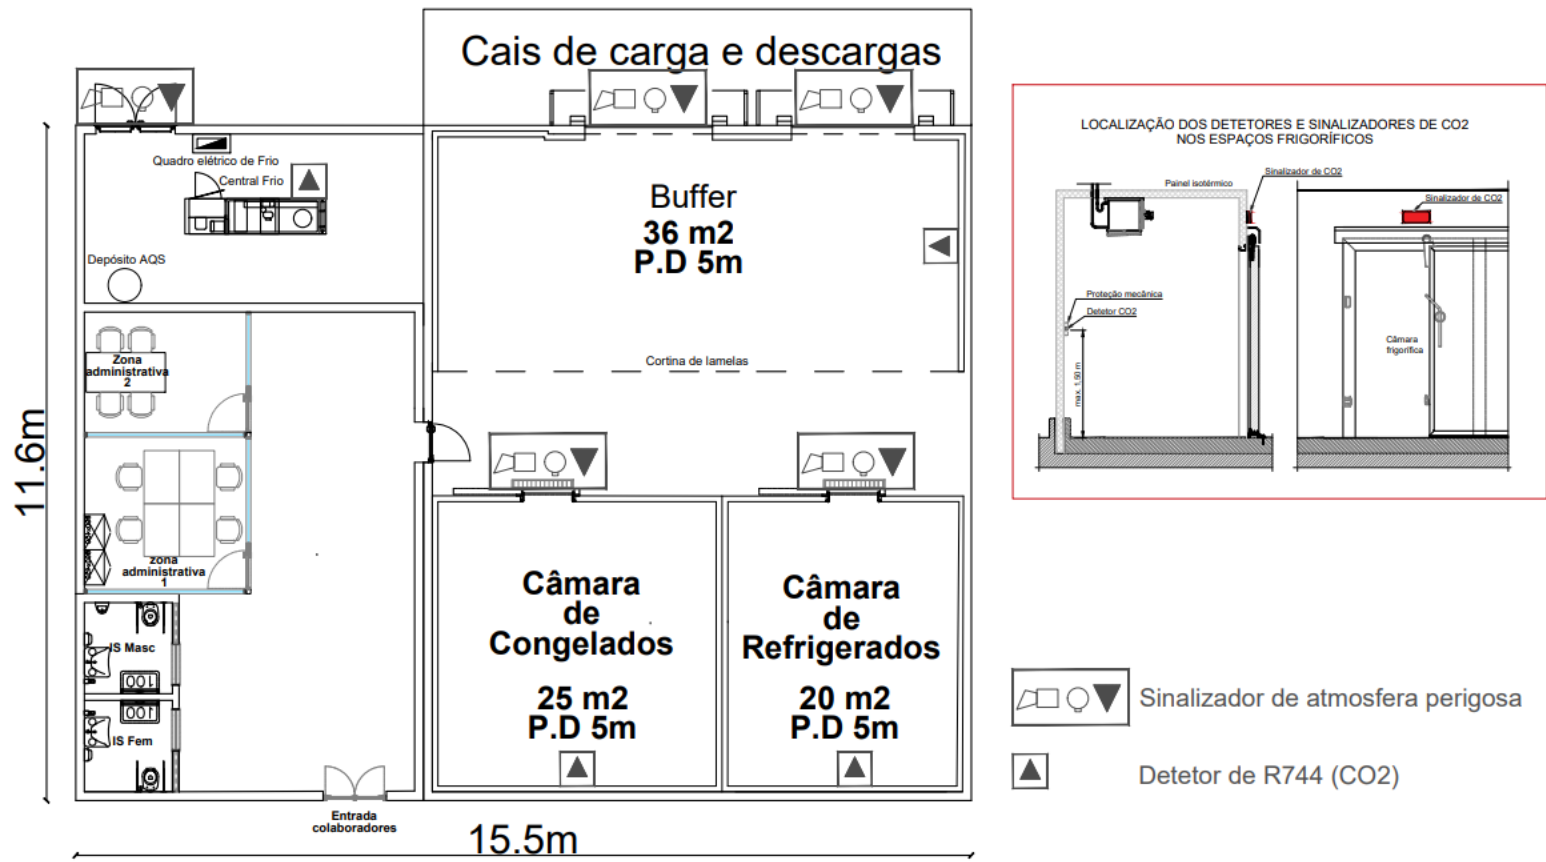 Cais de carga e descargas
Quadro elétrico de Frio
Central Frio
Depósito AQS
Buffer
36 m2
P.D 5m
Cortina de lamelas
Zona
administrativa
2
zona
administrativa
1
IS Masc
IS Fem
Câmara
de
Congelados
25 m2
P.D 5m
Câmara
de
Refrigerados
20 m2
P.D 5m
Entrada
colaboradores
11.6m
15.5m
LOCALIZAÇÃO DOS DETETORES E SINALIZADORES DE CO2
NOS ESPAÇOS FRIGORÍFICOS
Sinalizador de CO2
Painel isotérmico
Sinalizador de CO2
Proteção mecânica
Detetor CO2
max. 1,50 m
Câmara
frigorífica
Sinalizador de atmosfera perigosa
Detetor de R744 (CO2)